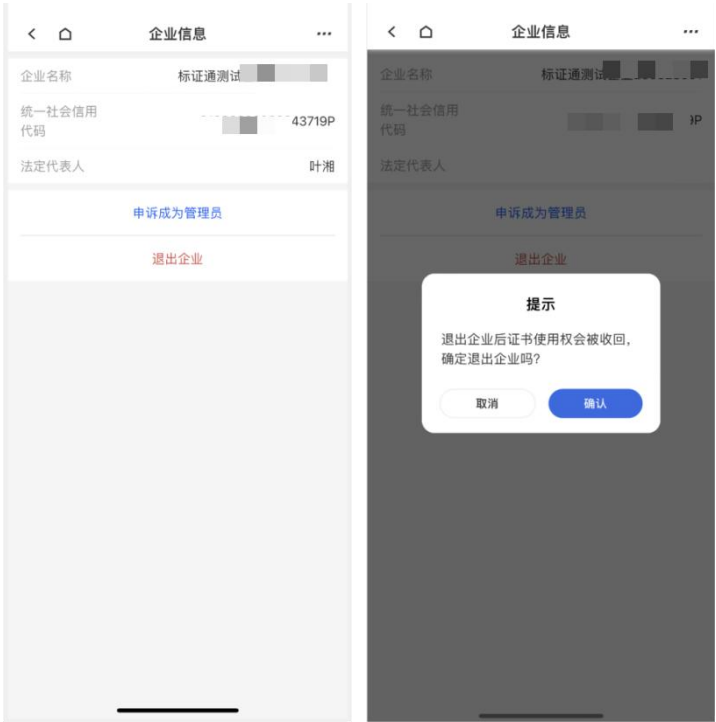 企业信息
企业名称
标证通测试
统一社会信用
代码
43719P
法定代表人
叶湘
申诉成为管理员
退出企业
企业信息
企业名称
标证通测试
统一社会信用
代码
9P
法定代表人
申诉成为管理员
退出企业
提示
退出企业后证书使用权会被收回,
确定退出企业吗?
取消
确认